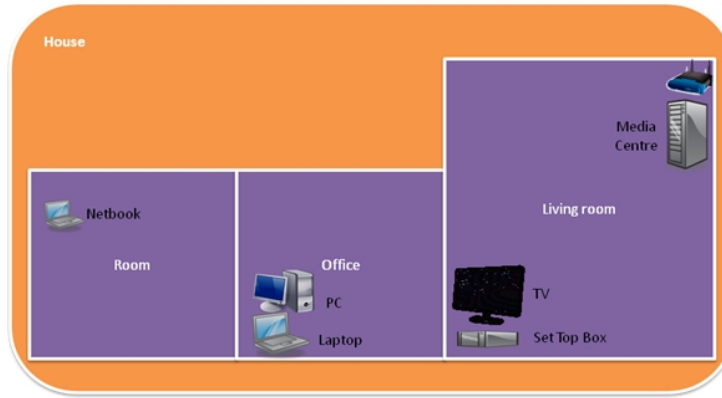 House
Media
Centre
Netbook
Living room
Room
Office
TV
PC
Set Top Box
Laptop